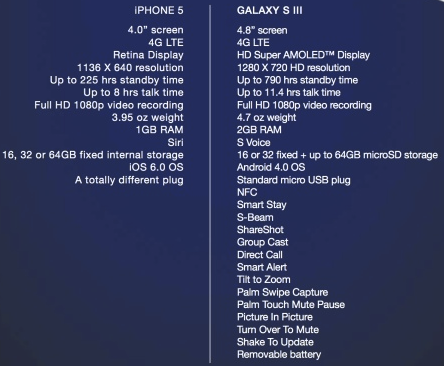 iPHONE 5
4.0" screen
4G LTE
Retina Display
1136 X 640 resolution
Up to 225 hrs standby time
Up to 8 hrs talk time
Full HD 1080p video recording
3.95 oz weight
1GB RAM
Siri
16, 32 or 64GB fixed internal storage
iOS 6.0 OS
A totally different plug
GALAXY S III
4.8" screen
4G LTE
HD Super AMOLED™ Display
1280 X 720 HD resolution
Up to 790 hrs standby time
Up to 11.4 hrs talk time
Full HD 1080p video recording
4.7 oz weight
2GB RAM
S Voice
16 or 32 fixed + up to 64GB microSD storage
Android 4.0 OS
Standard micro USB plug
NFC
Smart Stay
S-Beam
ShareShot
Group Cast
Direct Call
Smart Alert
Tilt to Zoom
Palm Swipe Capture
Palm Touch Mute Pause
Picture In Picture
Turn Over To Mute
Shake To Update
Removable battery